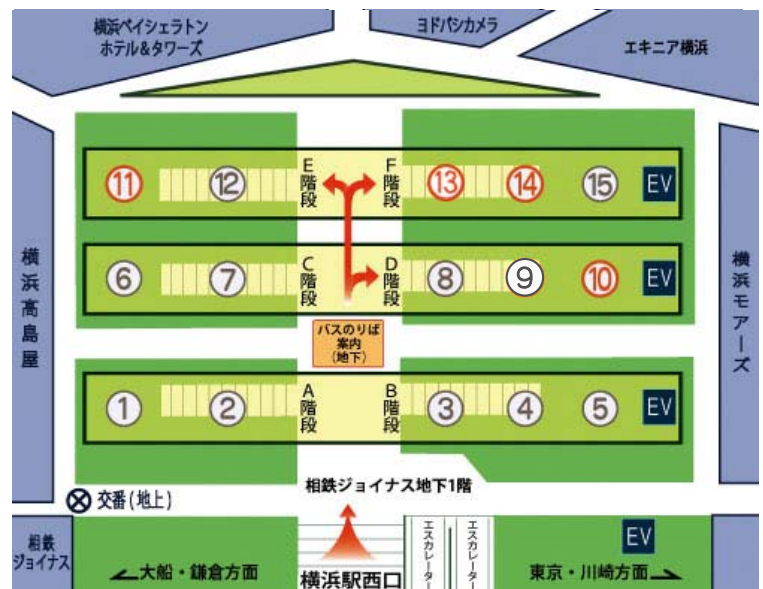 横浜ベイシェラトン
ホテル&タワーズ
ヨドバシカメラ
エキニア横浜
横浜高島屋
横浜モアーズ
⑪
⑫
E階段
F階段
⑬
⑭
⑮
EV
⑥
⑦
C階段
D階段
⑧
⑨
⑩
EV
バスのりば
案内
(地下)
①
②
A階段
B階段
③
④
⑤
EV
相鉄ジョイナス地下1階
交番(地上)
相鉄
ジョイナス
大船・鎌倉方面
横浜駅西口
エスカレーター
エスカレーター
EV
東京・川崎方面